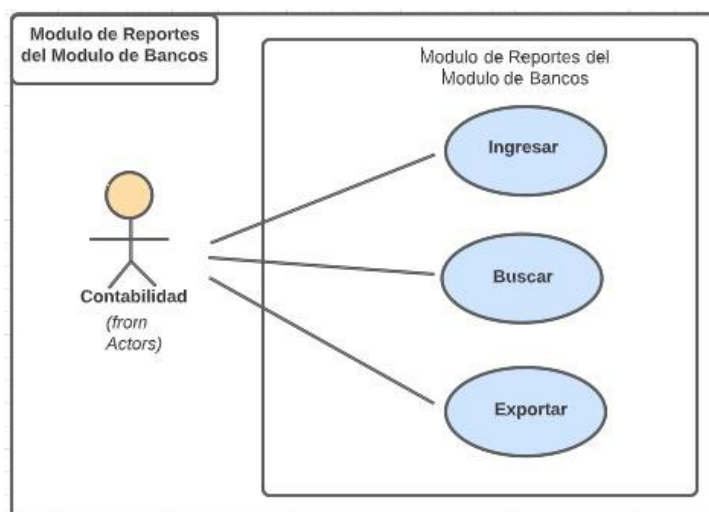 Modulo de Reportes
del Modulo de Bancos
Modulo de Reportes del
Modulo de Bancos
Ingresar
Buscar
Exportar
Contabilidad
(from
Actors)